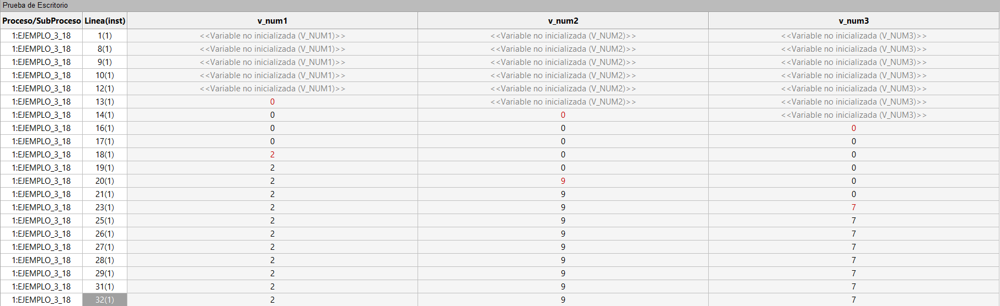 Prueba de Escritorio
Proceso/SubProceso Linea(inst) v_num1 v_num2 v_num3
1:EJEMPLO_3_18 1(1) <<Variable no inicializada (V_NUM1)>> <<Variable no inicializada (V_NUM2)>> <<Variable no inicializada (V_NUM3)>>
1:EJEMPLO_3_18 8(1) <<Variable no inicializada (V_NUM1)>> <<Variable no inicializada (V_NUM2)>> <<Variable no inicializada (V_NUM3)>>
1:EJEMPLO_3_18 9(1) <<Variable no inicializada (V_NUM1)>> <<Variable no inicializada (V_NUM2)>> <<Variable no inicializada (V_NUM3)>>
1:EJEMPLO_3_18 10(1) <<Variable no inicializada (V_NUM1)>> <<Variable no inicializada (V_NUM2)>> <<Variable no inicializada (V_NUM3)>>
1:EJEMPLO_3_18 12(1) <<Variable no inicializada (V_NUM1)>> <<Variable no inicializada (V_NUM2)>> <<Variable no inicializada (V_NUM3)>>
1:EJEMPLO_3_18 13(1) 0 <<Variable no inicializada (V_NUM2)>> <<Variable no inicializada (V_NUM3)>>
1:EJEMPLO_3_18 14(1) 0 0 <<Variable no inicializada (V_NUM3)>>
1:EJEMPLO_3_18 16(1) 0 0 0
1:EJEMPLO_3_18 17(1) 0 0 0
1:EJEMPLO_3_18 18(1) 2 0 0
1:EJEMPLO_3_18 19(1) 2 0 0
1:EJEMPLO_3_18 20(1) 2 9 0
1:EJEMPLO_3_18 21(1) 2 9 0
1:EJEMPLO_3_18 23(1) 2 9 7
1:EJEMPLO_3_18 25(1) 2 9 7
1:EJEMPLO_3_18 26(1) 2 9 7
1:EJEMPLO_3_18 27(1) 2 9 7
1:EJEMPLO_3_18 28(1) 2 9 7
1:EJEMPLO_3_18 29(1) 2 9 7
1:EJEMPLO_3_18 31(1) 2 9 7
1:EJEMPLO_3_18 32(1) 2 9 7